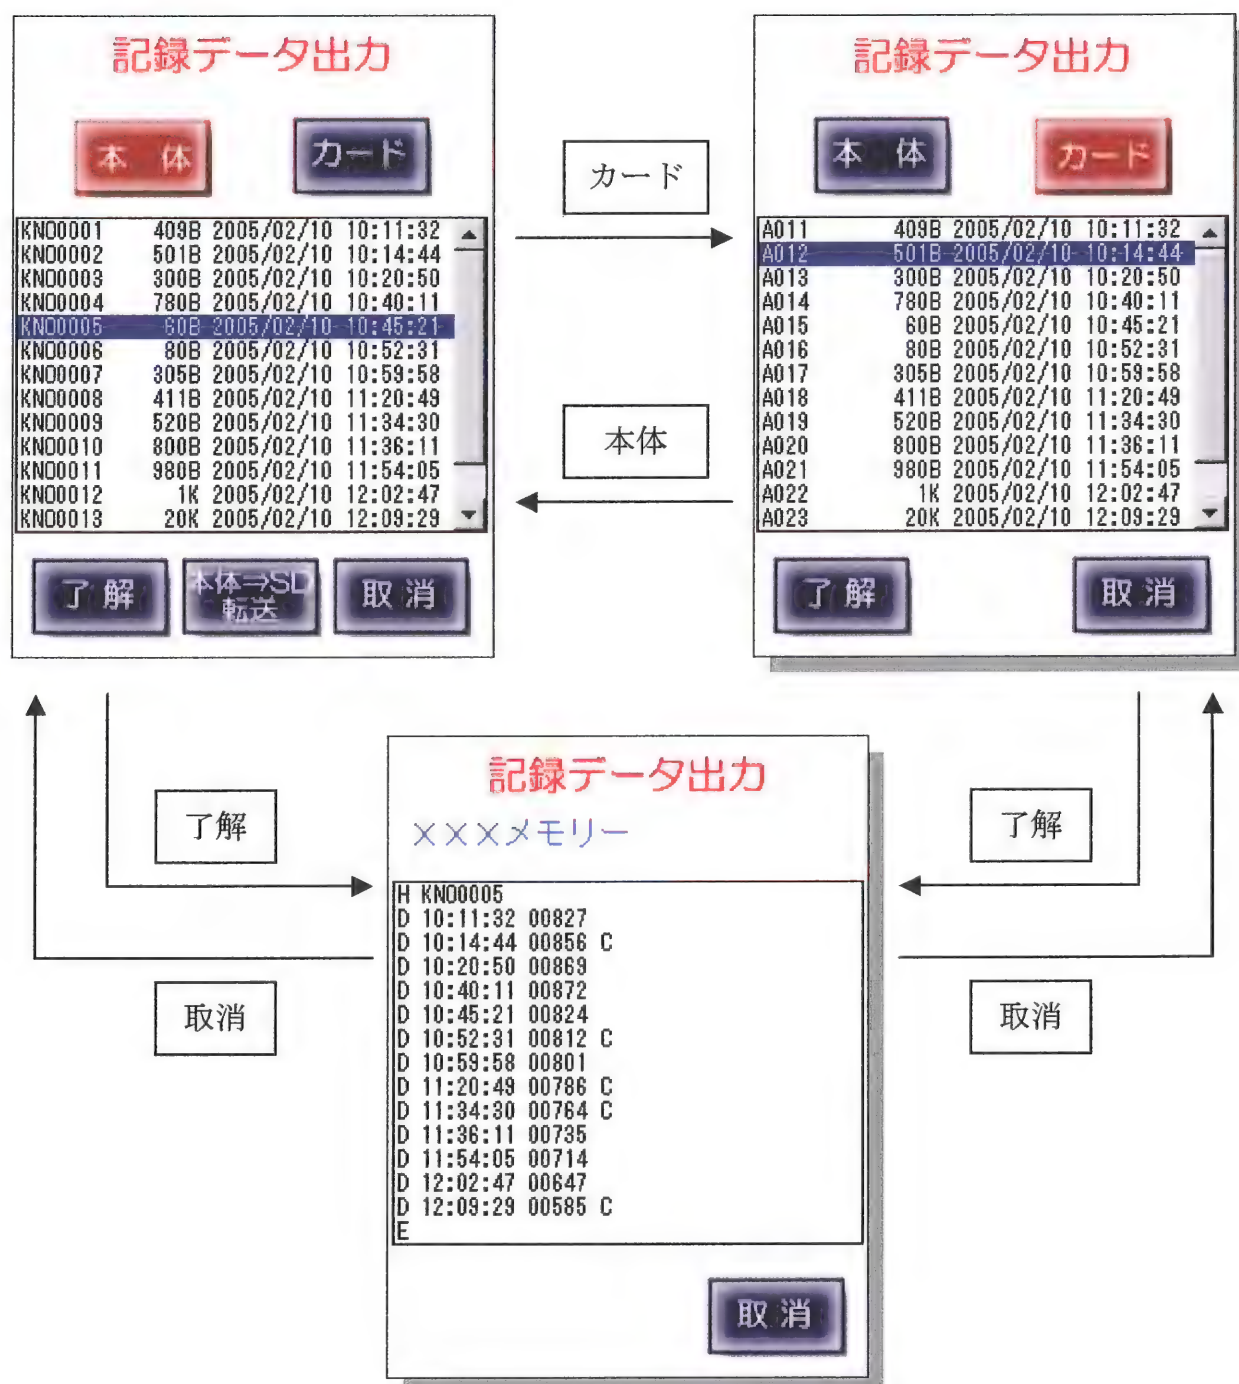 記録データ出力
本 体
カード
KN00001 409B 2005/02/10 10:11:32
KN00002 501B 2005/02/10 10:14:44
KN00003 300B 2005/02/10 10:20:50
KN00004 780B 2005/02/10 10:40:11
KN00005 60B 2005/02/10 10:45:21
KN00006 80B 2005/02/10 10:52:31
KN00007 305B 2005/02/10 10:59:58
KN00008 411B 2005/02/10 11:20:49
KN00009 520B 2005/02/10 11:34:30
KN00010 800B 2005/02/10 11:36:11
KN00011 980B 2005/02/10 11:54:05
KN00012 1K 2005/02/10 12:02:47
KN00013 20K 2005/02/10 12:09:29
了 解
本体⇒SD
転送
取 消
カード
本体
記録データ出力
本 体
カード
A011 409B 2005/02/10 10:11:32
A012 501B 2005/02/10 10:14:44
A013 300B 2005/02/10 10:20:50
A014 780B 2005/02/10 10:40:11
A015 60B 2005/02/10 10:45:21
A016 80B 2005/02/10 10:52:31
A017 305B 2005/02/10 10:59:58
A018 411B 2005/02/10 11:20:49
A019 520B 2005/02/10 11:34:30
A020 800B 2005/02/10 11:36:11
A021 980B 2005/02/10 11:54:05
A022 1K 2005/02/10 12:02:47
A023 20K 2005/02/10 12:09:29
了 解
取 消
了解
取消
記録データ出力
×××メモリー
H KN00005
D 10:11:32 00827
D 10:14:44 00856 C
D 10:20:50 00869
D 10:40:11 00872
D 10:45:21 00824
D 10:52:31 00812 C
D 10:59:58 00801
D 11:20:49 00786 C
D 11:34:30 00764 C
D 11:36:11 00735
D 11:54:05 00714
D 12:02:47 00647
D 12:09:29 00585 C
E
取 消
了解
取消